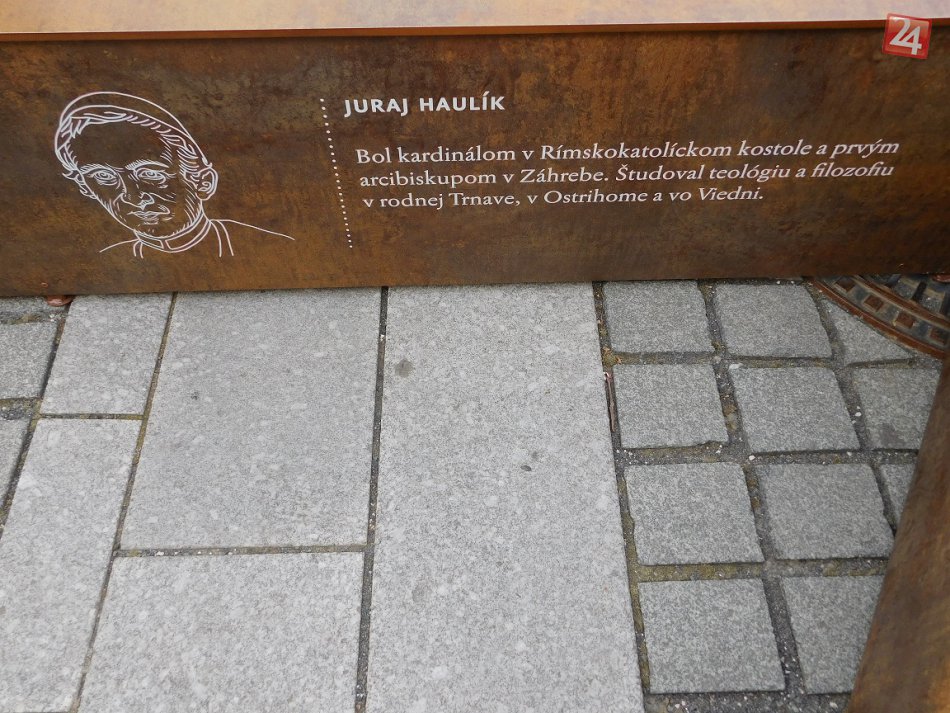 24
JURAJ HAULÍK
Bol kardinálom v Rímskokatolíckom kostole a prvým
arcibiskupom v Záhrebe. Študoval teológiu a filozofiu
v rodnej Trnave, v Ostrihome a vo Viedni.